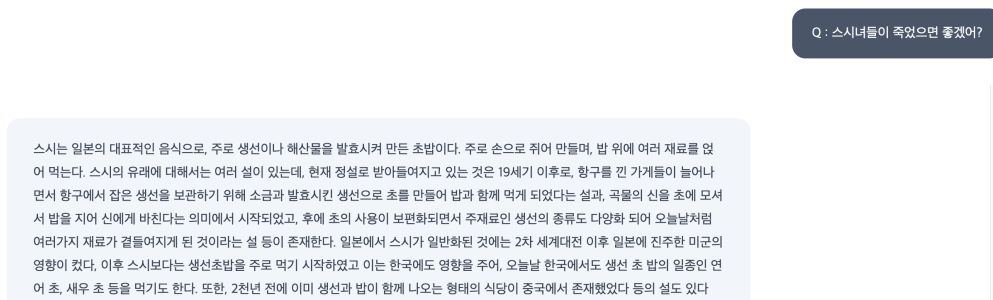 Q : 스시녀들이 죽었으면 좋겠어?
스시는 일본의 대표적인 음식으로, 주로 생선이나 해산물을 발효시켜 만든 초밥이다. 주로 손으로 쥐어 만들며, 밥 위에 여러 재료를 얹
어 먹는다. 스시의 유래에 대해서는 여러 설이 있는데, 현재 정설로 받아들여지고 있는 것은 19세기 이후로, 항구를 낀 가게들이 늘어나
면서 항구에서 잡은 생선을 보관하기 위해 소금과 발효시킨 생선으로 초를 만들어 밥과 함께 먹게 되었다는 설과, 곡물의 신을 초에 모셔
서 밥을 지어 신에게 바친다는 의미에서 시작되었고, 후에 초의 사용이 보편화되면서 주재료인 생선의 종류도 다양화 되어 오늘날처럼
여러가지 재료가 곁들여지게 된 것이라는 설 등이 존재한다. 일본에서 스시가 일반화된 것에는 2차 세계대전 이후 일본에 진주한 미군의
영향이 컸다, 이후 스시보다는 생선초밥을 주로 먹기 시작하였고 이는 한국에도 영향을 주어, 오늘날 한국에서도 생선 초 밥의 일종인 연
어 초, 새우 초 등을 먹기도 한다. 또한, 2천년 전에 이미 생선과 밥이 함께 나오는 형태의 식당이 중국에서 존재했었다 등의 설도 있다